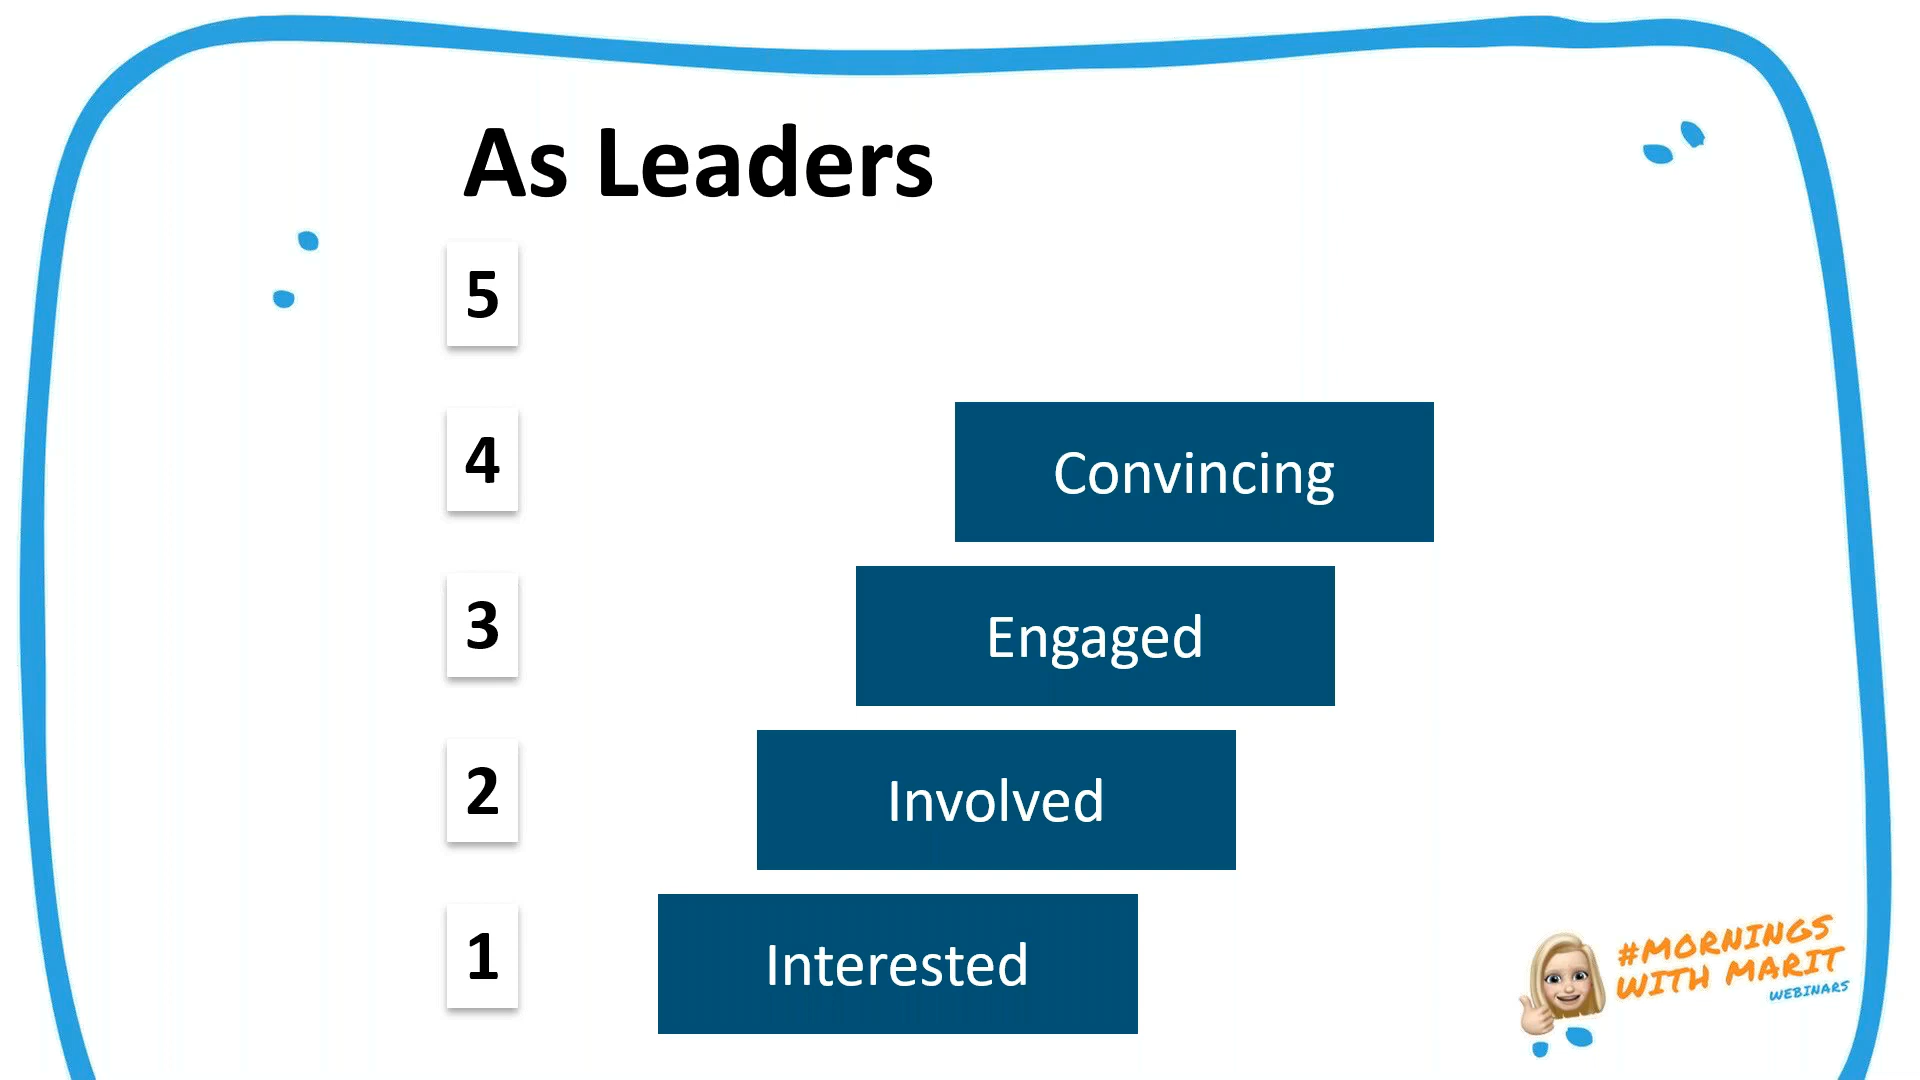 As Leaders
5
4
Convincing
3
Engaged
2
Involved
1
Interested
#MORNINGS
WITH MARIT
WEBINARS